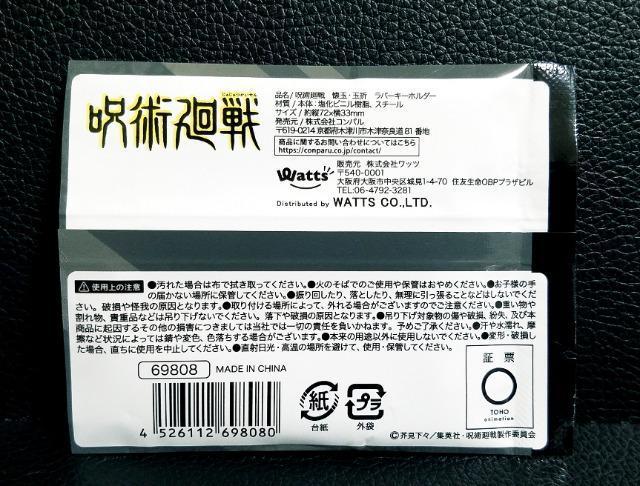 じゅじゅつかいせん
呪術廻戦
品名/呪術廻戦 懐玉・玉折 ラバーキーホルダー
材質/本体:塩化ビニル樹脂、スチール
サイズ/約縦72×横33mm
発売元/株式会社コンパル
〒619-0214 京都府木津川市木津奈良道81番地
商品に関するお問い合わせについてはこちら
https://conparu.co.jp/contact/
Watts
販売元 株式会社ワッツ
〒540-0001
大阪府大阪市中央区城見1-4-70 住友生命OBPプラザビル
TEL:06-4792-3281
Distributed by WATTS CO.,LTD.
使用上の注意 ●汚れた場合は布で拭き取ってください。●火のそばでのご使用や保管はおやめください。●お子様の手
の届かない場所に保管してください。●振り回したり、落としたり、無理に引っ張ることなどはしないでくだ
さい。破損や怪我の原因となります。●取り付ける場所によって、外れる場合がございますのでご注意ください。●重い物や
割れ物、貴重品などは吊り下げないでください。落下や破損の原因となります。●吊り下げ対象物の傷や破損、紛失、及び本
商品に起因するその他の損害につきましては当社では一切の責任を負いかねます。予めご了承ください。●汗や水濡れ、摩
擦など状況によっては錆や変色、色落ちする場合がございます。●本来の用途以外に使用しないでください。●変形・破損し
た場合、直ちに使用を中止してください。●直射日光・高温の場所を避けて、使用・保管してください。
69808 MADE IN CHINA
4 526112 698080
紙
台紙
プラ
外袋
証票
TOHO
animation
©芥見下々/集英社・呪術廻戦製作委員会